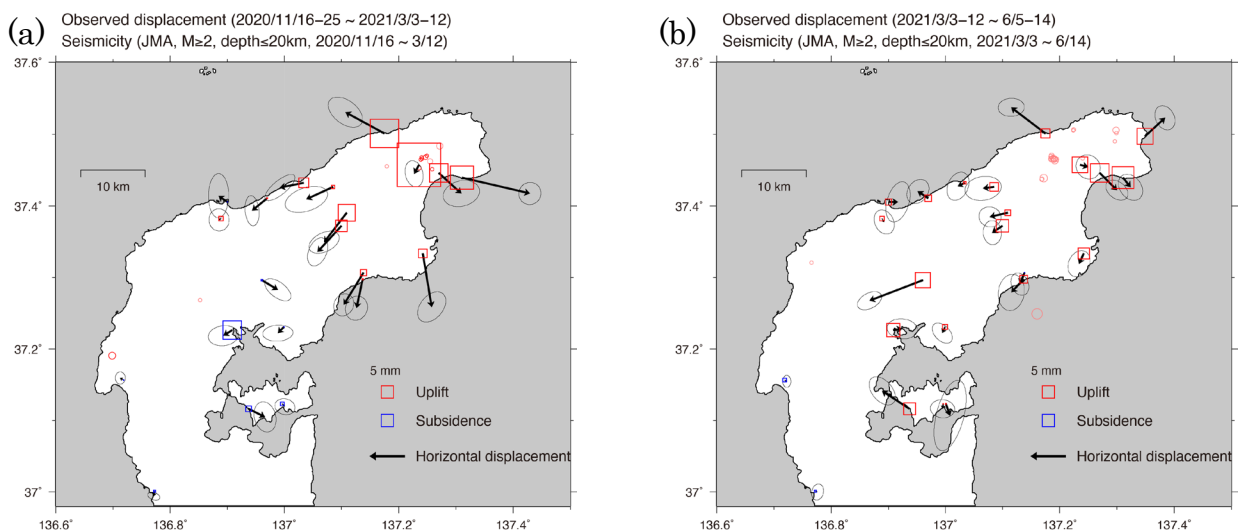 (a)
Observed displacement (2020/11/16−25 ~ 2021/3/3−12)
Seismicity (JMA, M≥2, depth≤20km, 2020/11/16 ~ 3/12)
37.6°
37.4°
37.2°
37°
136.6°
136.8°
137°
137.2°
137.4°
10 km
5 mm
Uplift
Subsidence
Horizontal displacement
(b)
Observed displacement (2021/3/3−12 ~ 6/5−14)
Seismicity (JMA, M≥2, depth≤20km, 2021/3/3 ~ 6/14)
37.6°
37.4°
37.2°
37°
136.6°
136.8°
137°
137.2°
137.4°
10 km
5 mm
Uplift
Subsidence
Horizontal displacement